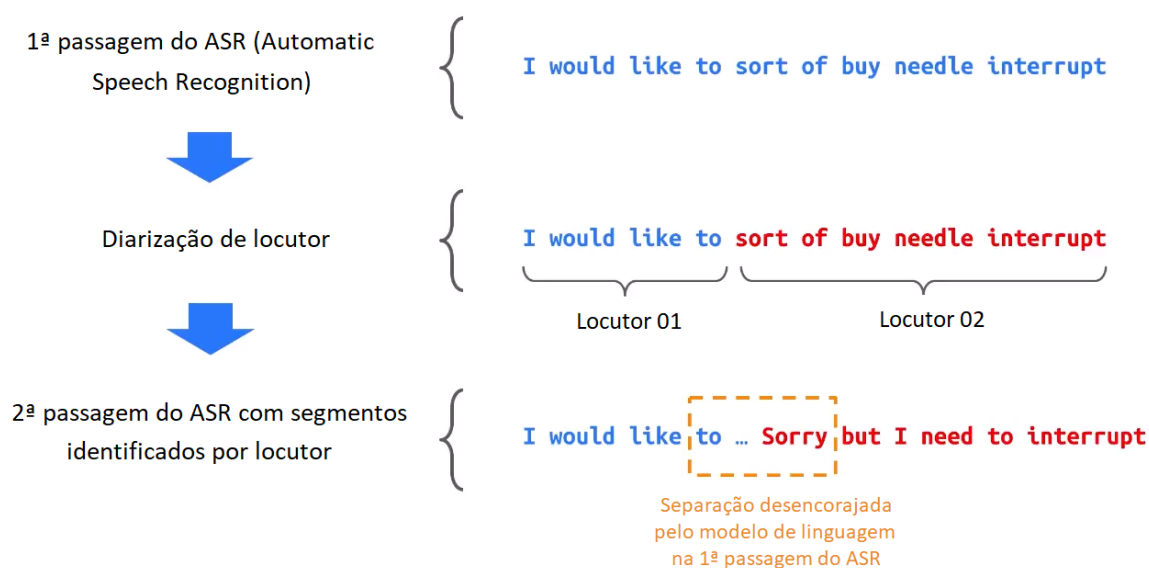 1ª passagem do ASR (Automatic
Speech Recognition)
I would like to sort of buy needle interrupt
Diarização de locutor
I would like to sort of buy needle interrupt
Locutor 01
Locutor 02
2ª passagem do ASR com segmentos
identificados por locutor
I would like to … Sorry but I need to interrupt
Separação desencorajada
pelo modelo de linguagem
na 1ª passagem do ASR